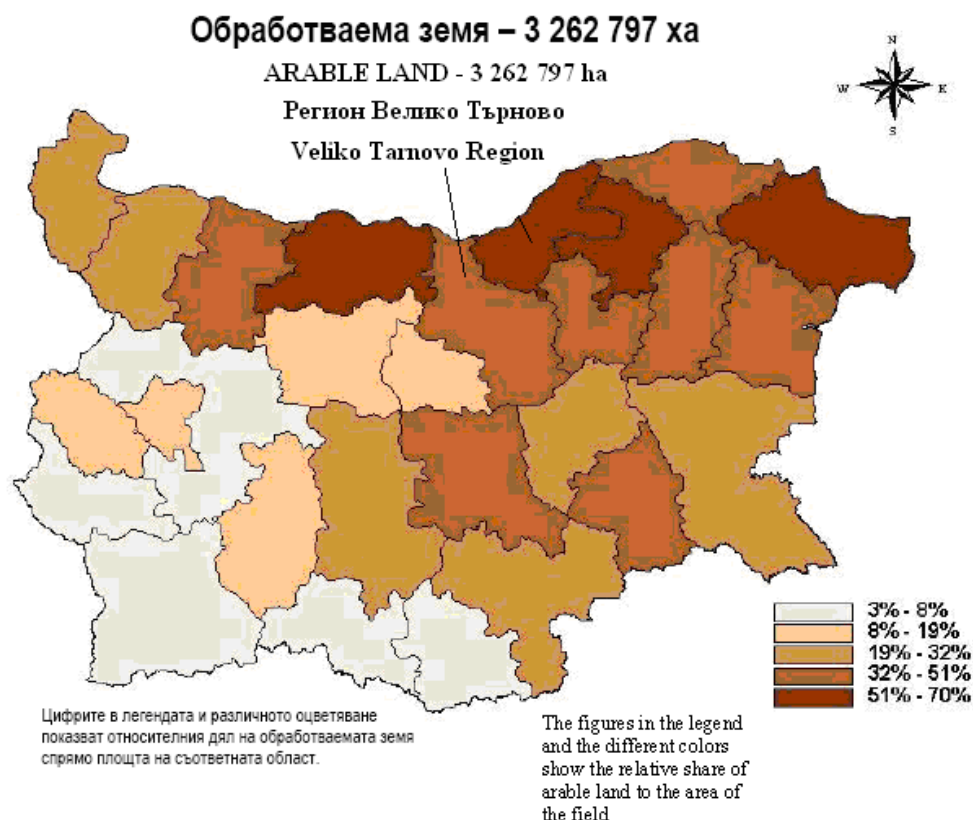 Обработваема земя – 3 262 797 ха
ARABLE LAND - 3 262 797 ha
Регион Велико Търново
Veliko Tarnovo Region
N
W E
S
3% - 8%
8% - 19%
19% - 32%
32% - 51%
51% - 70%
Цифрите в легендата и различното оцветяване
показват относителния дял на обработваемата земя
спрямо площта на съответната област.
The figures in the legend
and the different colors
show the relative share of
arable land to the area of
the field